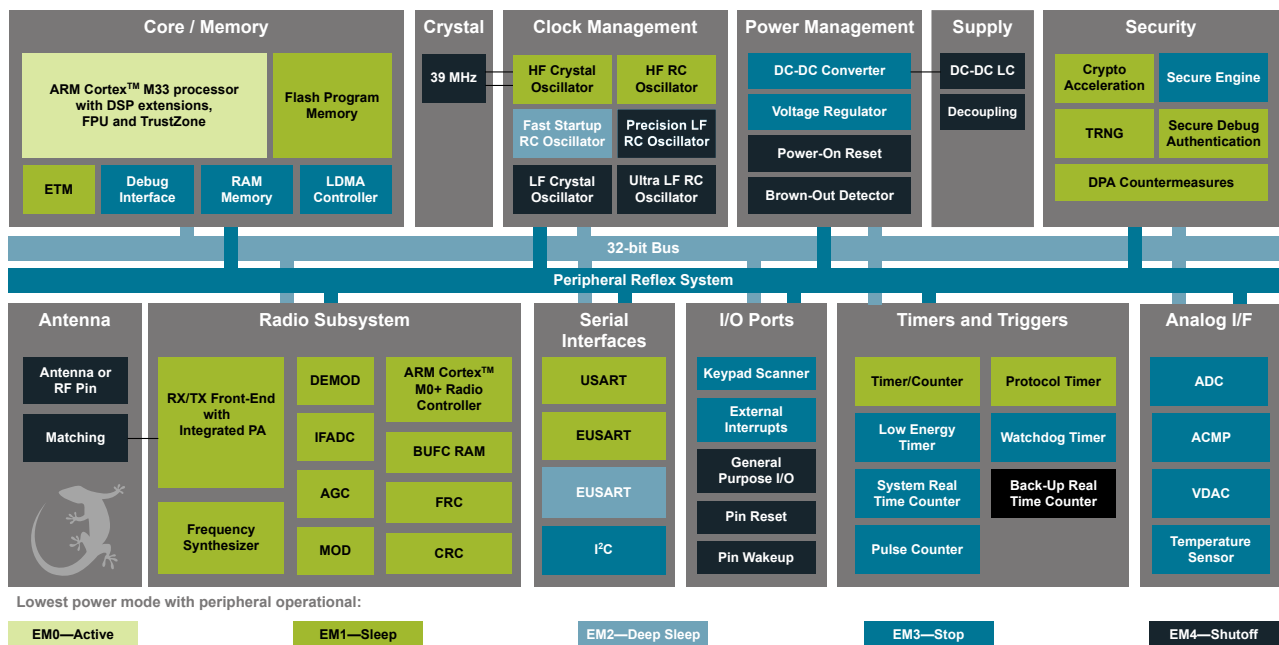 Core / Memory
ARM Cortex™ M33 processor
with DSP extensions,
FPU and TrustZone
Flash Program
Memory
ETM
Debug
Interface
RAM
Memory
LDMA
Controller
Crystal
39 MHz
Clock Management
HF Crystal
Oscillator
HF RC
Oscillator
Fast Startup
RC Oscillator
Precision LF
RC Oscillator
LF Crystal
Oscillator
Ultra LF RC
Oscillator
Power Management
DC-DC Converter
Voltage Regulator
Power-On Reset
Brown-Out Detector
Supply
DC-DC LC
Decoupling
Security
Crypto
Acceleration
Secure Engine
TRNG
Secure Debug
Authentication
DPA Countermeasures
32-bit Bus
Peripheral Reflex System
Antenna
Antenna or
RF Pin
Matching
Radio Subsystem
RX/TX Front-End
with
Integrated PA
Frequency
Synthesizer
DEMOD
IFADC
AGC
MOD
ARM Cortex™
M0+ Radio
Controller
BUFC RAM
FRC
CRC
Serial
Interfaces
USART
EUSART
EUSART
I²C
I/O Ports
Keypad Scanner
External
Interrupts
General
Purpose I/O
Pin Reset
Pin Wakeup
Timers and Triggers
Timer/Counter
Protocol Timer
Low Energy
Timer
Watchdog Timer
System Real
Time Counter
Back-Up Real
Time Counter
Pulse Counter
Analog I/F
ADC
ACMP
VDAC
Temperature
Sensor
Lowest power mode with peripheral operational:
EM0—Active
EM1—Sleep
EM2—Deep Sleep
EM3—Stop
EM4—Shutoff